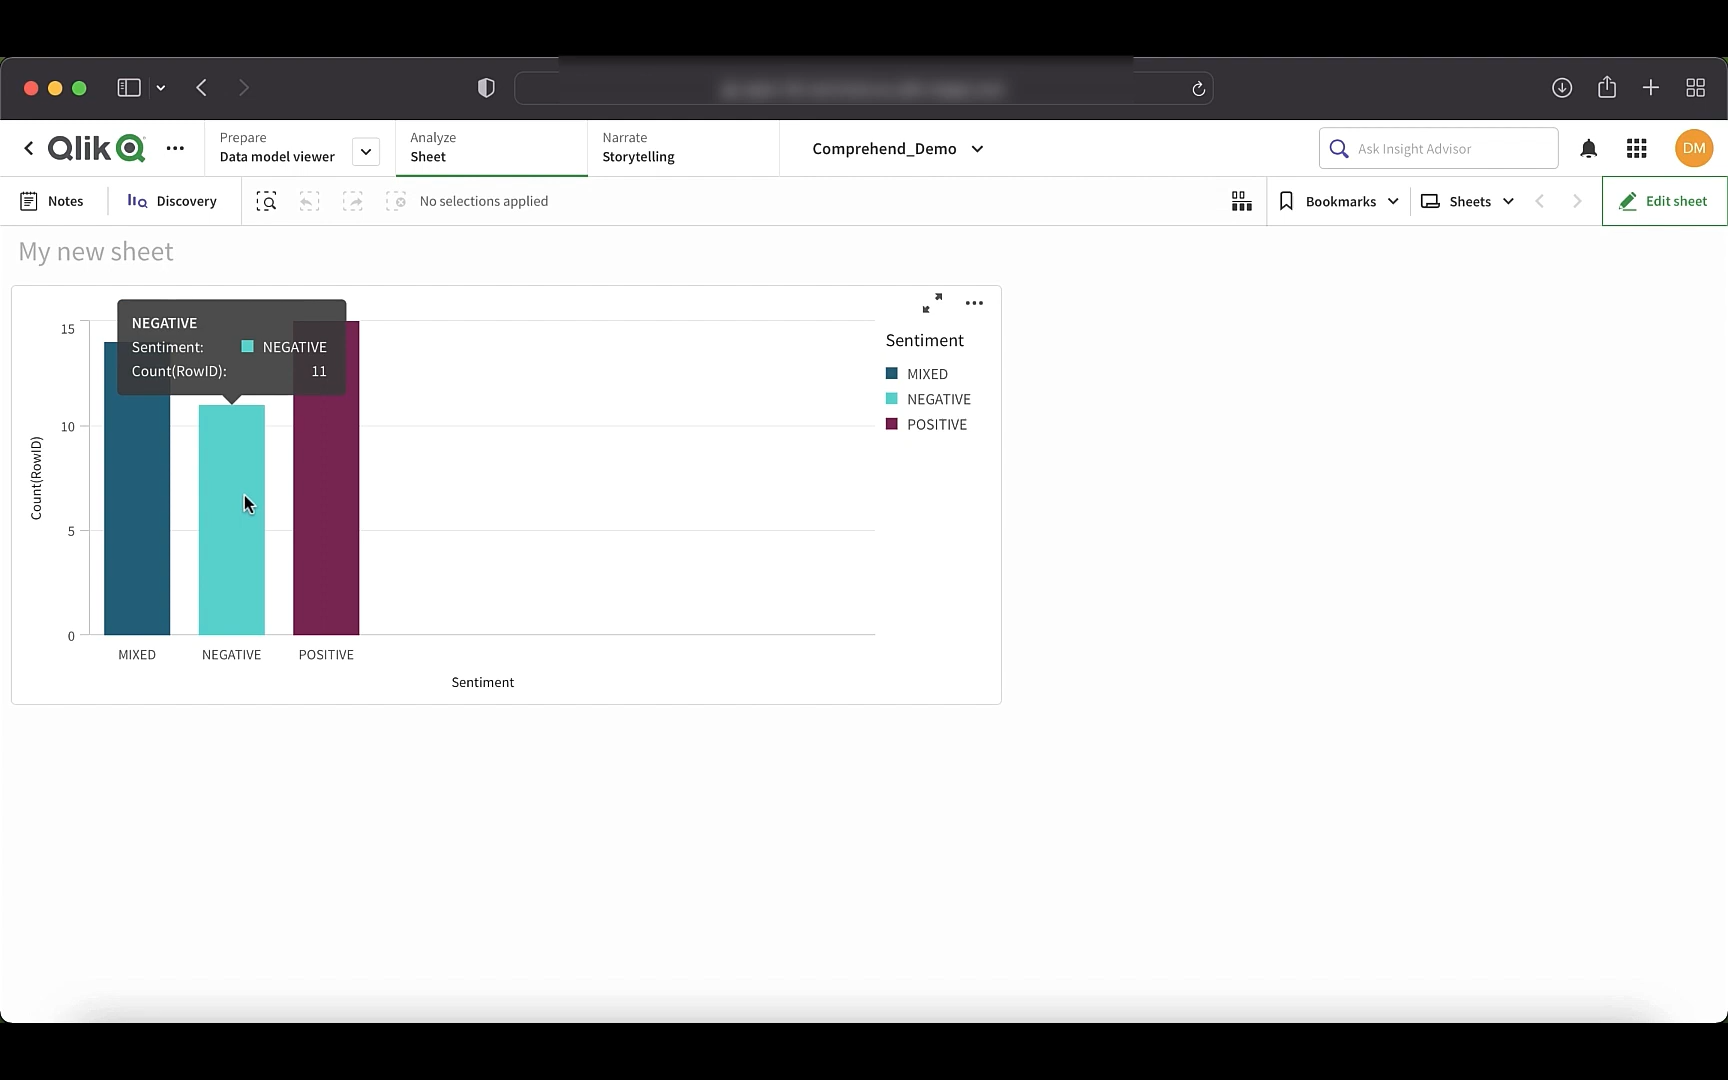 Qlik
Prepare
Data model viewer
Analyze
Sheet
Narrate
Storytelling
Comprehend_Demo
Ask Insight Advisor
DM
Notes
Discovery
No selections applied
Bookmarks
Sheets
Edit sheet
My new sheet
NEGATIVE
Sentiment: NEGATIVE
Count(RowID): 11
15
10
5
0
Count(RowID)
MIXED NEGATIVE POSITIVE
Sentiment
Sentiment
MIXED
NEGATIVE
POSITIVE